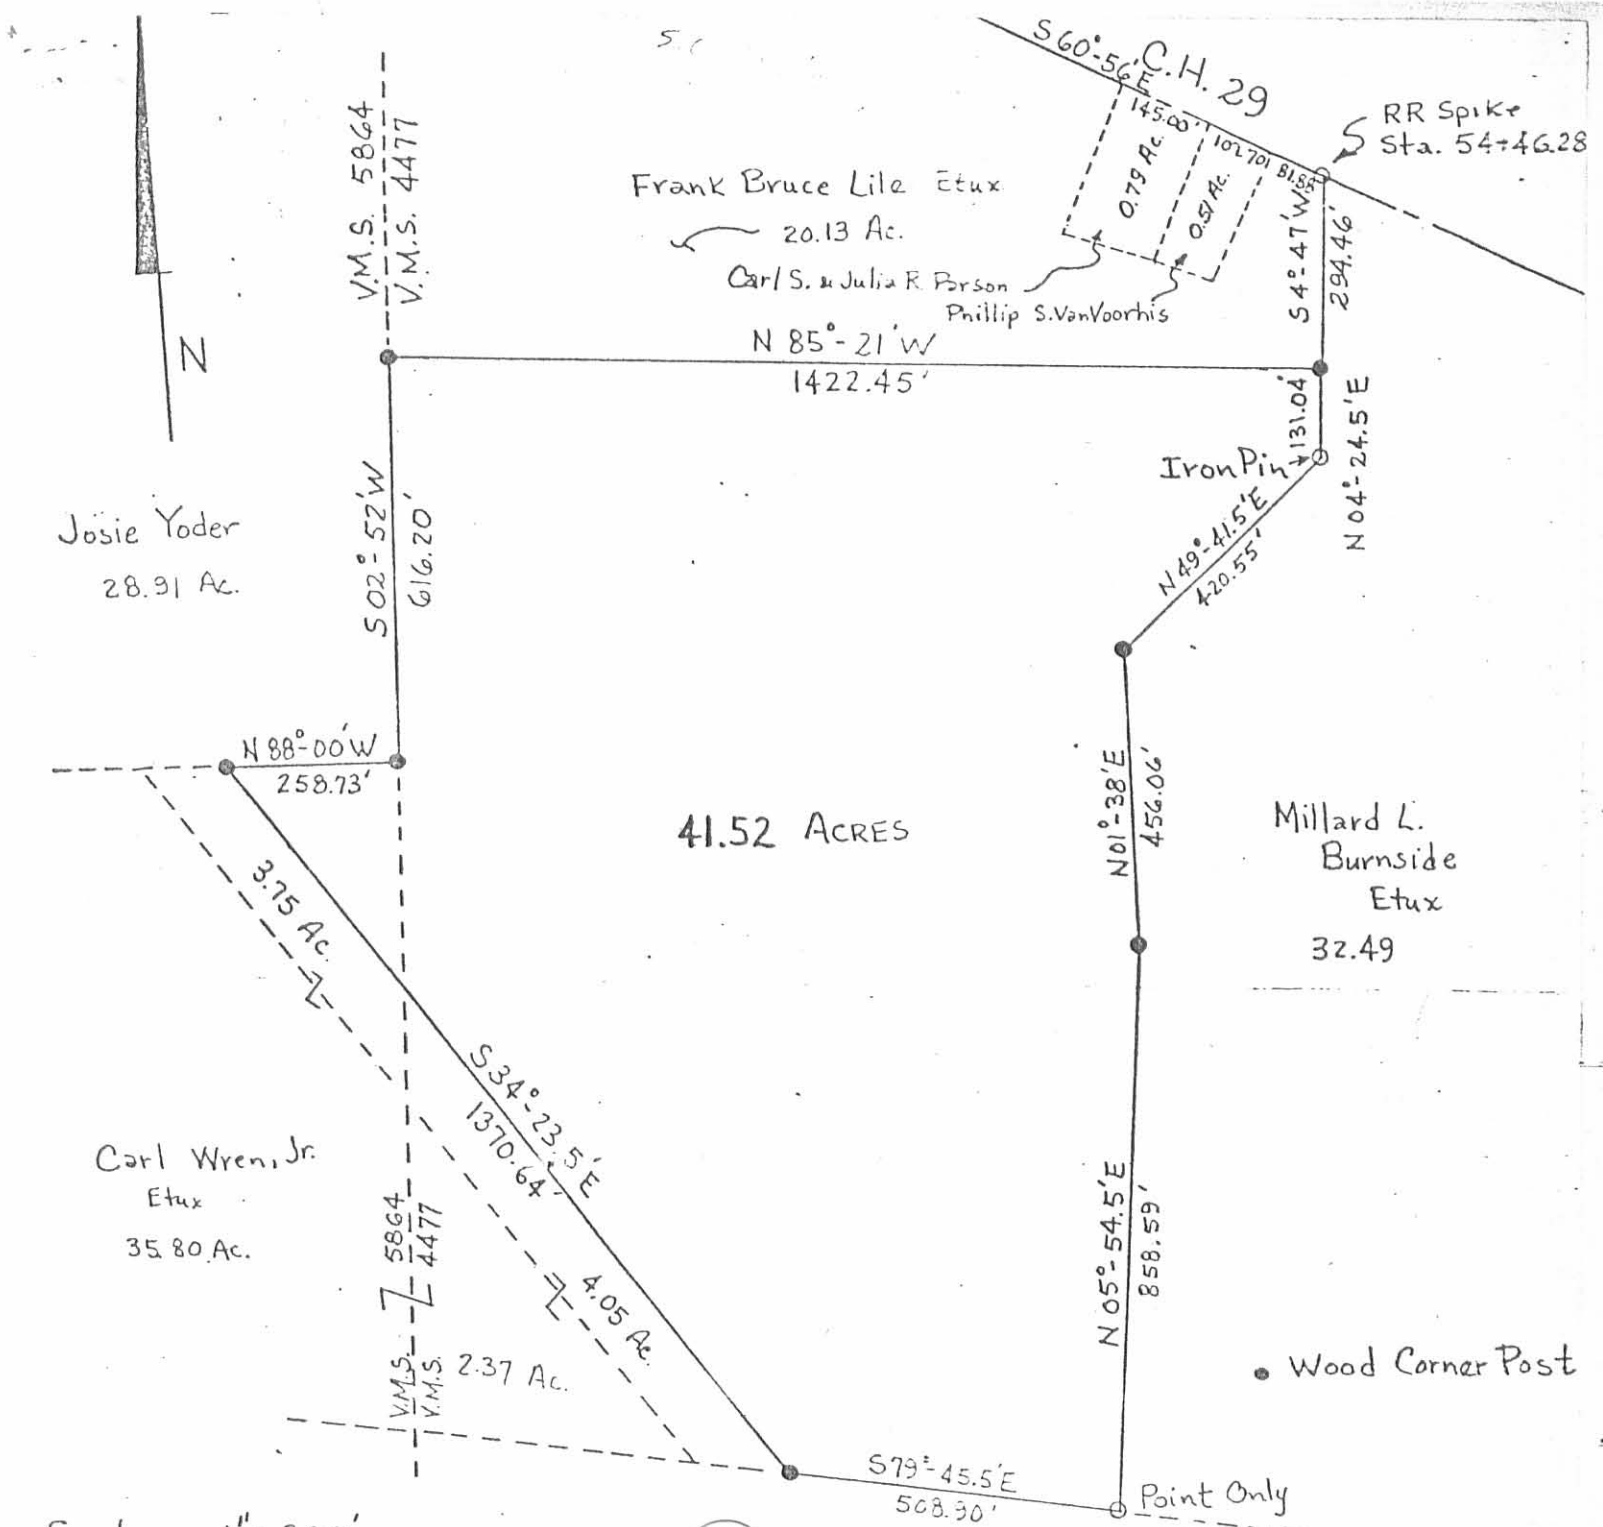 S 60°-56'E
C.H. 29
RR Spike
Sta. 54+46.28
145.00'
102.70'
81.88
0.79 Ac.
0.51 Ac.
V.M.S. 5864
V.M.S. 4477
Frank Bruce Lile Etux
20.13 Ac.
Carl S. & Julia R.
Phillip S. VanVoorhis
S 4°-47'W
294.46'
N
N 85°-21'W
1422.45'
131.04'
N 04°-24.5'E
Iron Pin
Josie Yoder
28.91 Ac.
S 02°-52'W
616.20'
N 49°-41.5'E
420.55'
N 88°-00'W
258.73'
41.52 ACRES
N 01°-38'E
456.06'
Millard L.
Burnside
Etux
32.49
3.75 Ac.
S 34°-23.5'E
1370.64'
Carl Wren, Jr.
Etux
35.80 Ac.
V.M.S. 5864
V.M.S. 4477
4.05 Ac.
2.37 Ac.
N 05°-54.5'E
858.59'
Wood Corner Post
S 79°-45.5'E
508.90'
Point Only